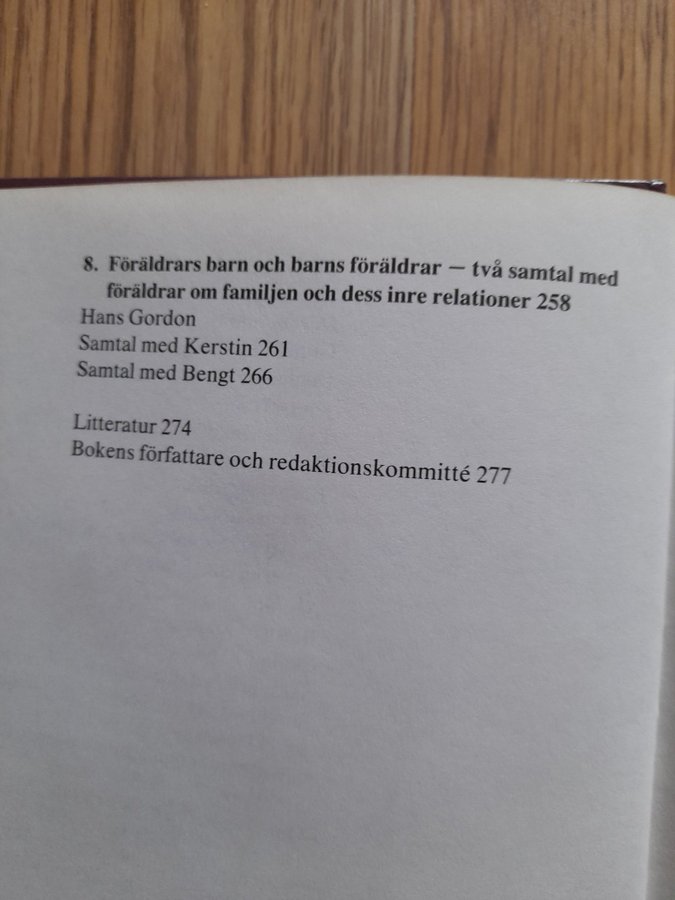 8. Föräldrars barn och barns föräldrar — två samtal med
föräldrar om familjen och dess inre relationer 258
Hans Gordon
Samtal med Kerstin 261
Samtal med Bengt 266
Litteratur 274
Bokens författare och redaktionskommitté 277